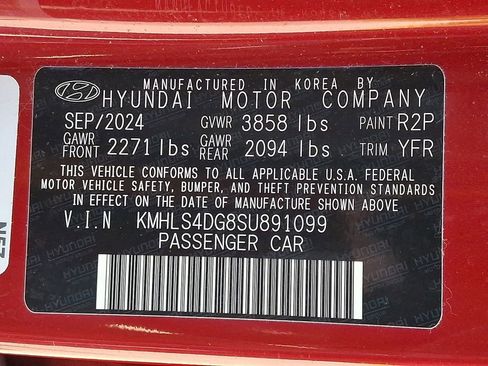 MANUFACTURED IN KOREA BY
HYUNDAI MOTOR COMPANY
SEP/2024 GVWR 3858 lbs PAINT R2P
GAWR FRONT 2271 lbs GAWR REAR 2094 lbs TRIM YFR
THIS VEHICLE CONFORMS TO ALL APPLICABLE U.S.A. FEDERAL
MOTOR VEHICLE SAFETY, BUMPER, AND THEFT PREVENTION STANDARDS
IN EFFECT ON THE DATE OF MANUFACTURE SHOWN ABOVE
V.I.N KMHLS4DG8SU891099
PASSENGER CAR